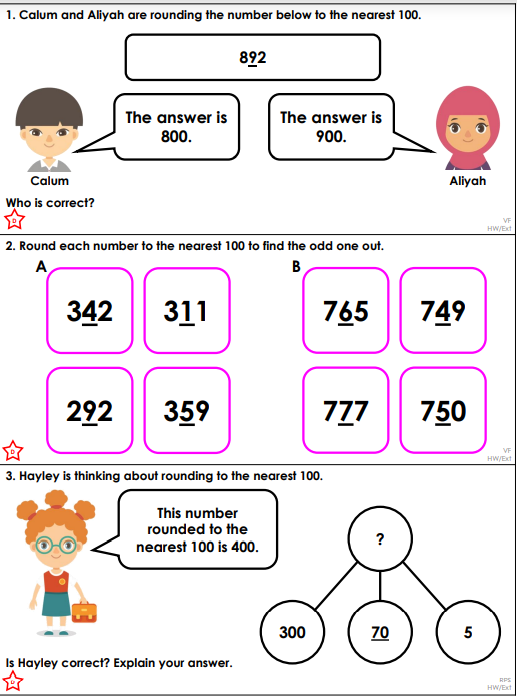 1. Calum and Aliyah are rounding the number below to the nearest 100.
892
The answer is
800.
The answer is
900.
Calum
Aliyah
Who is correct?
D
VF
HW/Ext
2. Round each number to the nearest 100 to find the odd one out.
A
B
342 311
765 749
292 359
777 750
D
VF
HW/Ext
3. Hayley is thinking about rounding to the nearest 100.
This number
rounded to the
nearest 100 is 400.
?
300 70 5
Is Hayley correct? Explain your answer.
D
RPS
HW/Ext